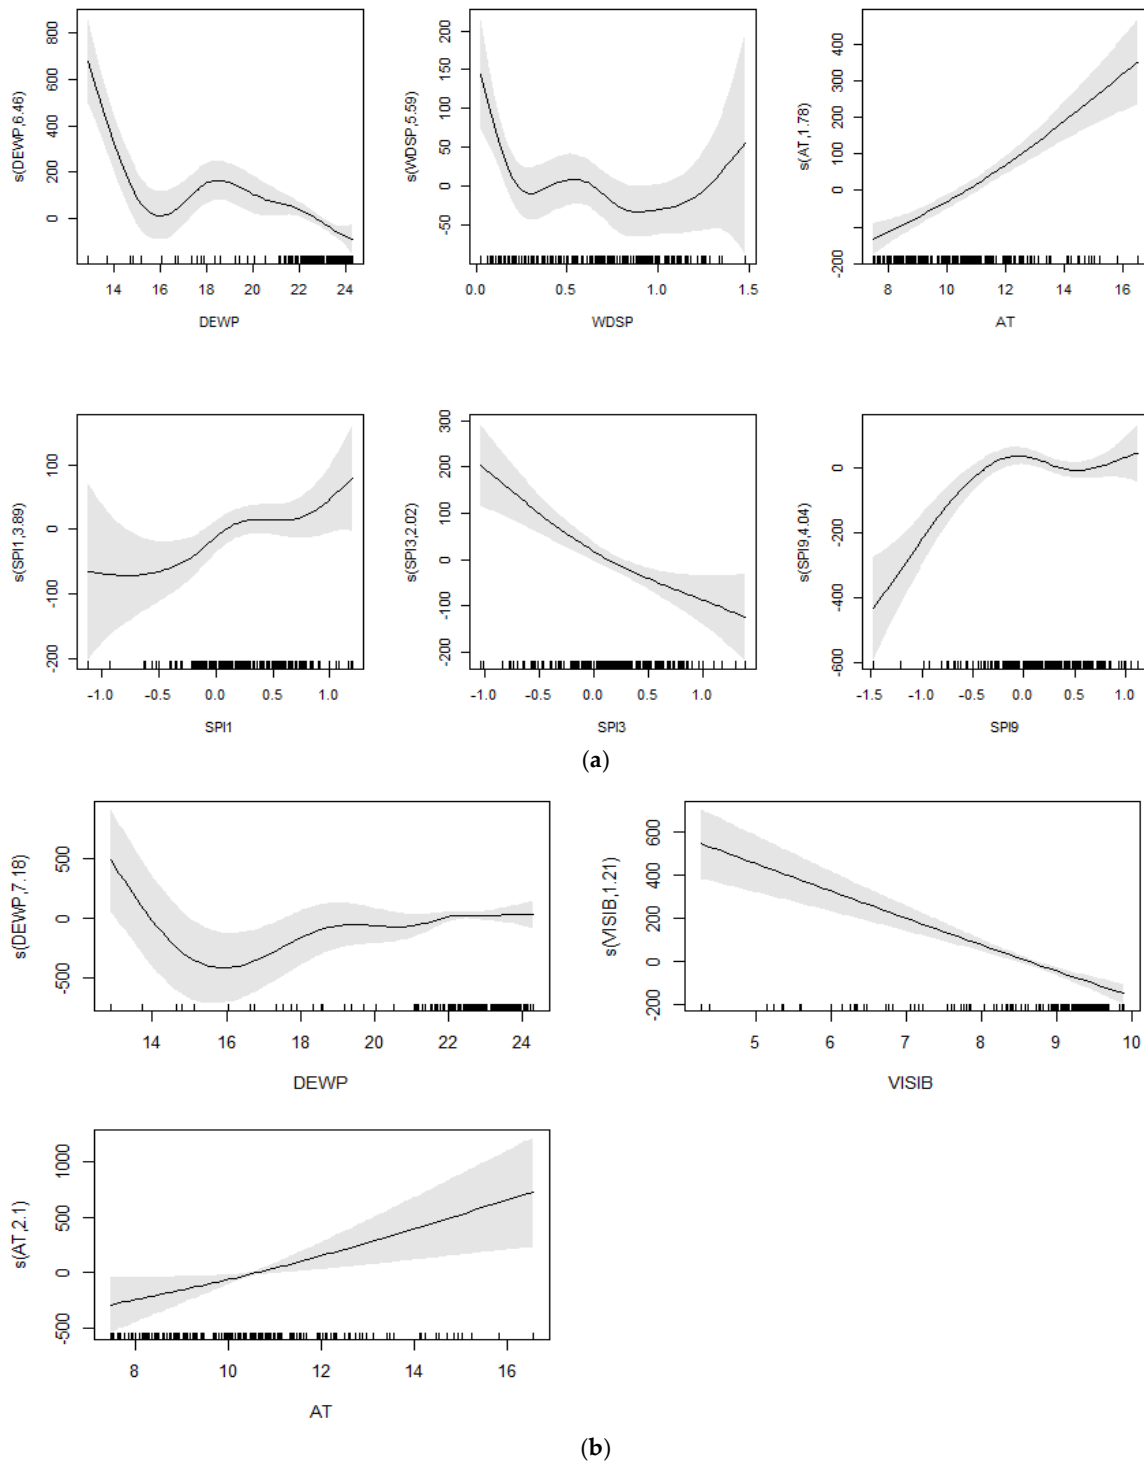 s(DEWP,6.46)
800
600
400
200
0
14 16 18 20 22 24
DEWP
s(WDSP,5.59)
200
150
100
50
0
-50
0.0 0.5 1.0 1.5
WDSP
s(AT,1.78)
400
300
200
100
0
-200
8 10 12 14 16
AT
s(SPI1,3.89)
100
0
-100
-200
-1.0 -0.5 0.0 0.5 1.0
SPI1
s(SPI3,2.02)
300
200
100
0
-100
-200
-1.0 -0.5 0.0 0.5 1.0
SPI3
s(SPI9,4.04)
0
-200
-400
-600
-1.5 -1.0 -0.5 0.0 0.5 1.0
SPI9
(a)
s(DEWP,7.18)
500
0
-500
14 16 18 20 22 24
DEWP
s(VISIB,1.21)
600
400
200
0
-200
5 6 7 8 9 10
VISIB
s(AT,2.1)
1000
500
0
-500
8 10 12 14 16
AT
(b)